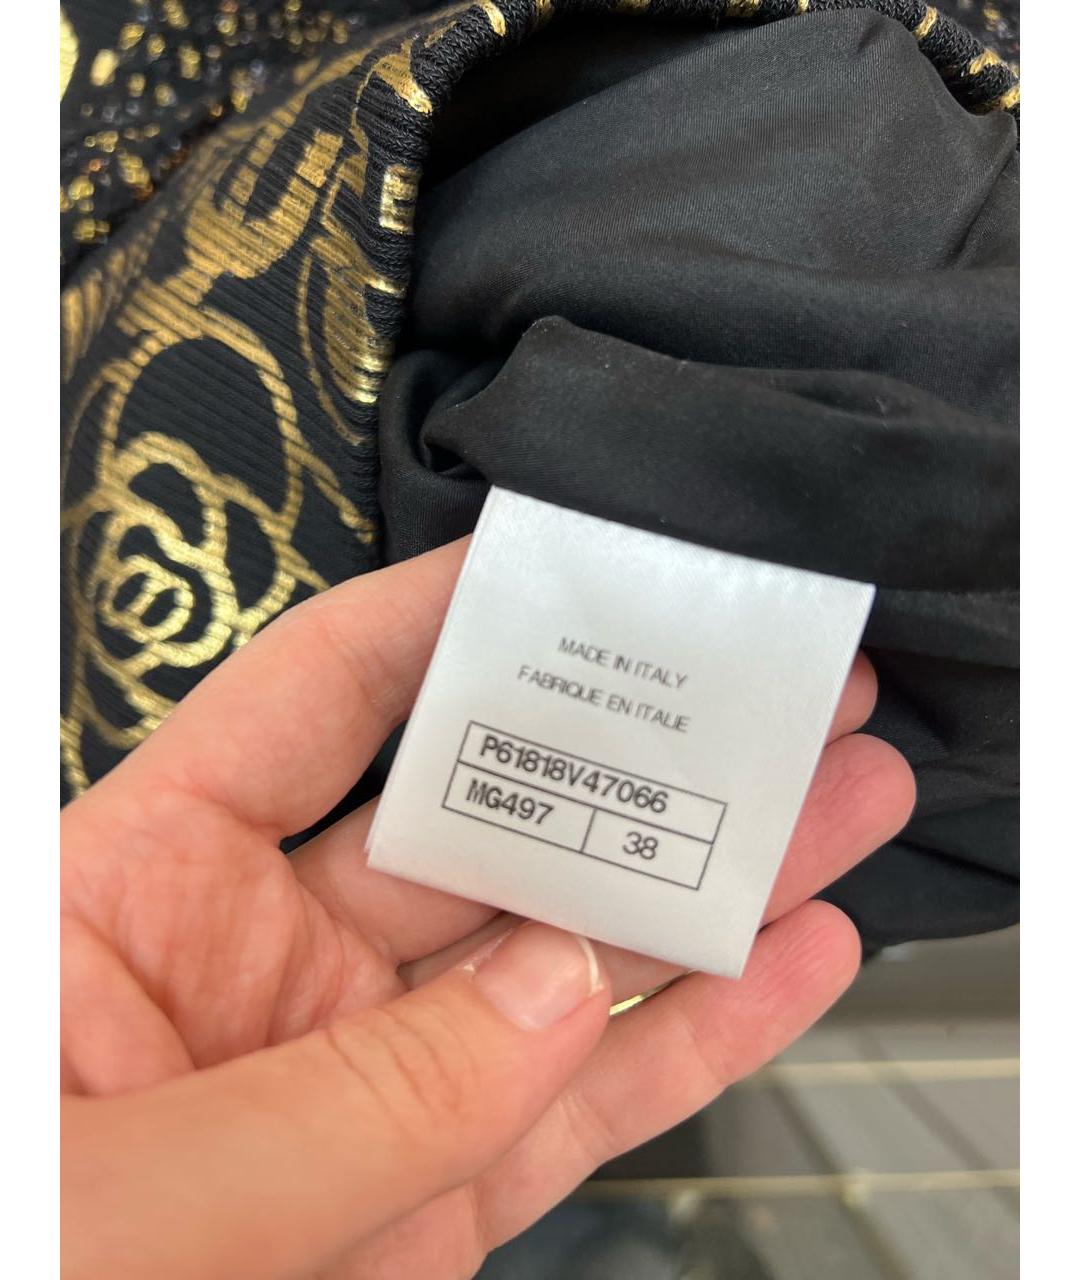 MADE IN ITALY
FABRIQUE EN ITALIE
P61818V47066
MG497 38